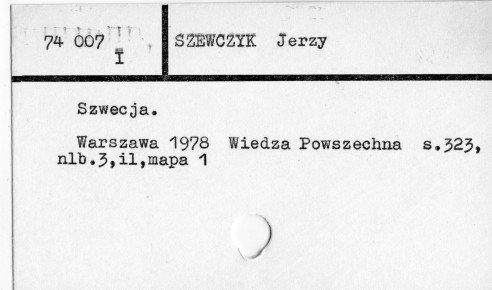 74 007 I
SZEWCZYK Jerzy
Szwecja.
Warszawa 1978 Wiedza Powszechna s.323,
nlb.3,il,mapa 1